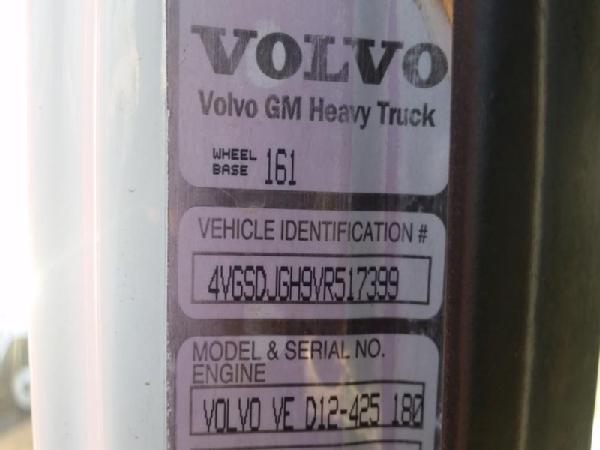 VOLVO
Volvo GM Heavy Truck
WHEEL
BASE 161
VEHICLE IDENTIFICATION #
4VGSDJGH9VR517399
MODEL & SERIAL NO.
ENGINE
VOLVO VE D12-425 180